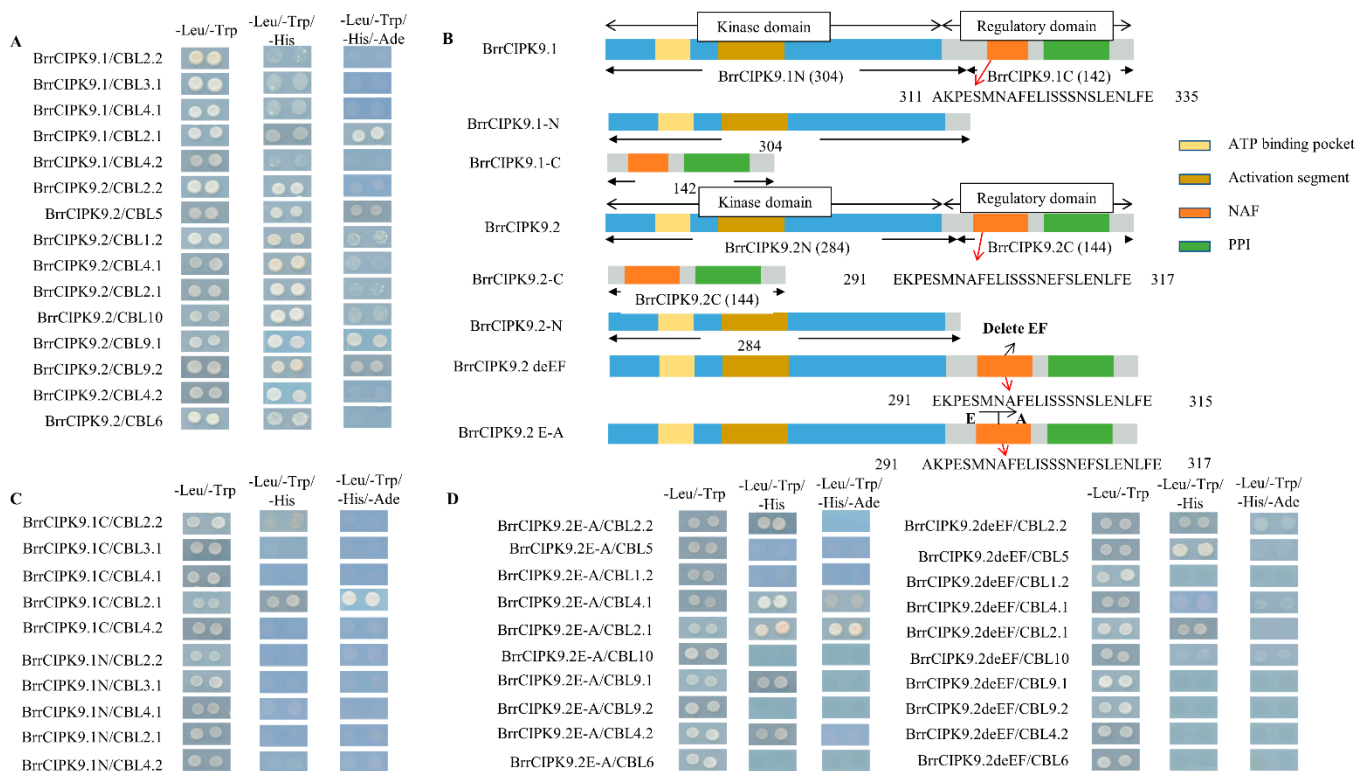 A
-Leu/-Trp
-Leu/-Trp/
-His
-Leu/-Trp/
-His/-Ade
BrrCIPK9.1/CBL2.2
BrrCIPK9.1/CBL3.1
BrrCIPK9.1/CBL4.1
BrrCIPK9.1/CBL2.1
BrrCIPK9.1/CBL4.2
BrrCIPK9.2/CBL2.2
BrrCIPK9.2/CBL5
BrrCIPK9.2/CBL1.2
BrrCIPK9.2/CBL4.1
BrrCIPK9.2/CBL2.1
BrrCIPK9.2/CBL10
BrrCIPK9.2/CBL9.1
BrrCIPK9.2/CBL9.2
BrrCIPK9.2/CBL4.2
BrrCIPK9.2/CBL6
B
Kinase domain
Regulatory domain
BrrCIPK9.1
BrrCIPK9.1N (304)
BrrCIPK9.1C (142)
311 AKPESMNAFELISSSNSLENLFE 335
BrrCIPK9.1-N
304
BrrCIPK9.1-C
142
Kinase domain
Regulatory domain
BrrCIPK9.2
BrrCIPK9.2N (284)
BrrCIPK9.2C (144)
291 EKPESMNAFELISSSNEFSLENLFE 317
BrrCIPK9.2-C
BrrCIPK9.2C (144)
BrrCIPK9.2-N
284
Delete EF
BrrCIPK9.2 deEF
291 EKPESMNAFELISSSNSLENLFE 315
E A
BrrCIPK9.2 E-A
291 AKPESMNAFELISSSNEFSLENLFE 317
ATP binding pocket
Activation segment
NAF
PPI
C
-Leu/-Trp
-Leu/-Trp/
-His
-Leu/-Trp/
-His/-Ade
BrrCIPK9.1C/CBL2.2
BrrCIPK9.1C/CBL3.1
BrrCIPK9.1C/CBL4.1
BrrCIPK9.1C/CBL2.1
BrrCIPK9.1C/CBL4.2
BrrCIPK9.1N/CBL2.2
BrrCIPK9.1N/CBL3.1
BrrCIPK9.1N/CBL4.1
BrrCIPK9.1N/CBL2.1
BrrCIPK9.1N/CBL4.2
D
-Leu/-Trp
-Leu/-Trp/
-His
-Leu/-Trp/
-His/-Ade
BrrCIPK9.2E-A/CBL2.2
BrrCIPK9.2E-A/CBL5
BrrCIPK9.2E-A/CBL1.2
BrrCIPK9.2E-A/CBL4.1
BrrCIPK9.2E-A/CBL2.1
BrrCIPK9.2E-A/CBL10
BrrCIPK9.2E-A/CBL9.1
BrrCIPK9.2E-A/CBL9.2
BrrCIPK9.2E-A/CBL4.2
BrrCIPK9.2E-A/CBL6
-Leu/-Trp
-Leu/-Trp/
-His
-Leu/-Trp/
-His/-Ade
BrrCIPK9.2deEF/CBL2.2
BrrCIPK9.2deEF/CBL5
BrrCIPK9.2deEF/CBL1.2
BrrCIPK9.2deEF/CBL4.1
BrrCIPK9.2deEF/CBL2.1
BrrCIPK9.2deEF/CBL10
BrrCIPK9.2deEF/CBL9.1
BrrCIPK9.2deEF/CBL9.2
BrrCIPK9.2deEF/CBL4.2
BrrCIPK9.2deEF/CBL6